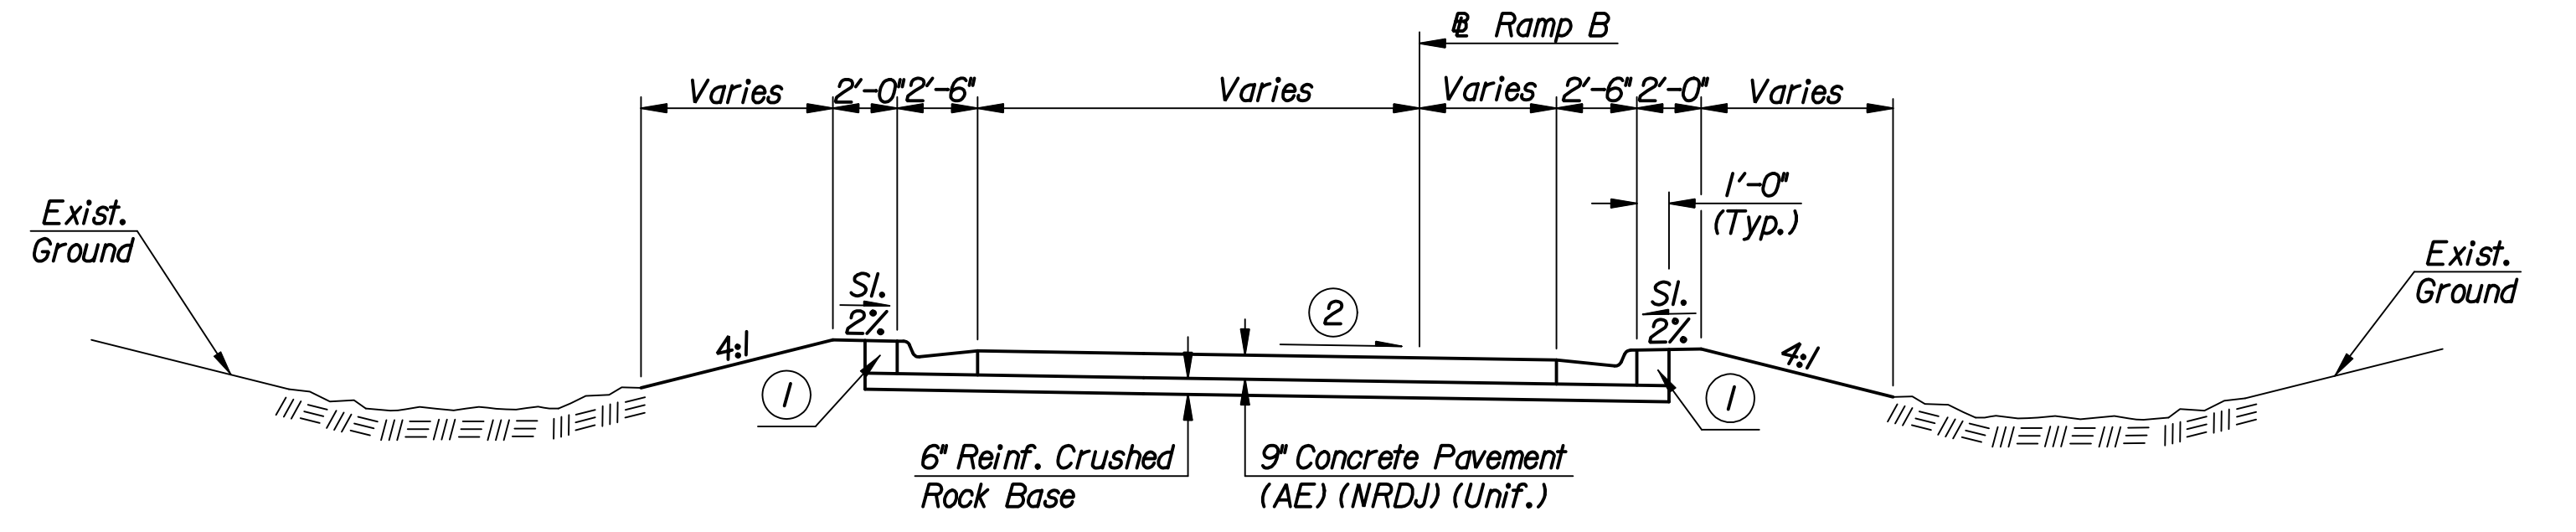 ℄ Ramp B
Varies 2'-0" 2'-6" Varies Varies 2'-6" 2'-0" Varies
1'-0"
(Typ.)
Exist.
Ground
Exist.
Ground
Sl.
2%
Sl.
2%
2
4:1
4:1
1
1
6" Reinf. Crushed
Rock Base
9" Concrete Pavement
(AE) (NRDJ) (Unif.)